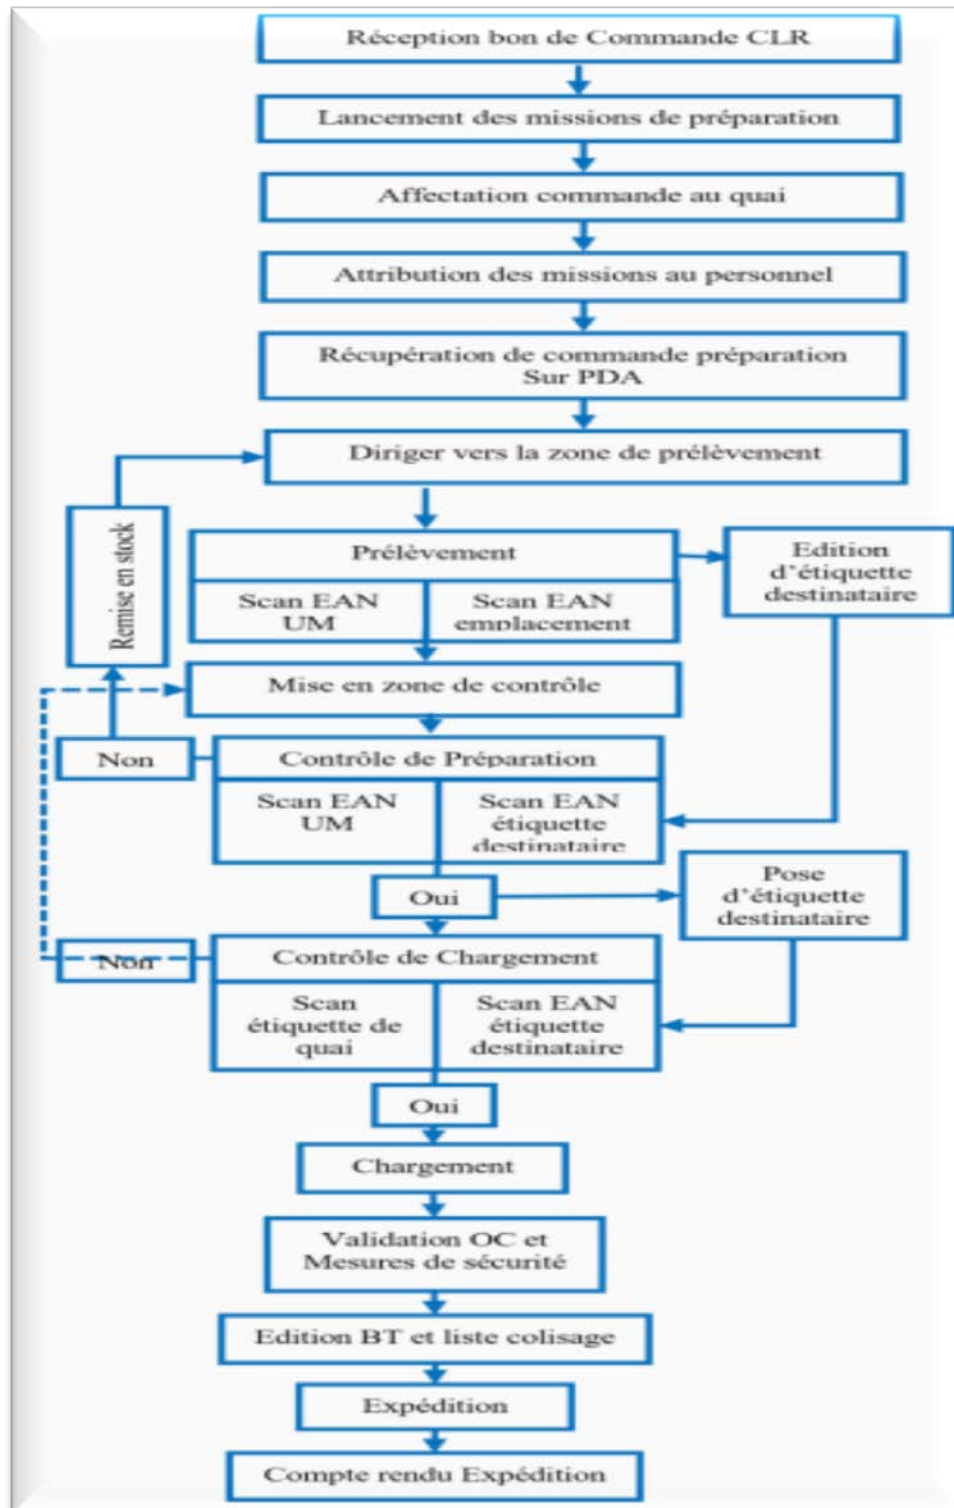 Réception bon de Commande CLR
Lancement des missions de préparation
Affectation commande au quai
Attribution des missions au personnel
Récupération de commande préparation
Sur PDA
Diriger vers la zone de prélèvement
Remise en stock
Prélèvement
Scan EAN
UM
Scan EAN
emplacement
Edition
d'étiquette
destinataire
Mise en zone de contrôle
Non
Contrôle de Préparation
Scan EAN
UM
Scan EAN
étiquette
destinataire
Oui
Pose
d'étiquette
destinataire
Non
Contrôle de Chargement
Scan
étiquette de
quai
Scan EAN
étiquette
destinataire
Oui
Chargement
Validation OC et
Mesures de sécurité
Edition BT et liste colisage
Expédition
Compte rendu Expédition